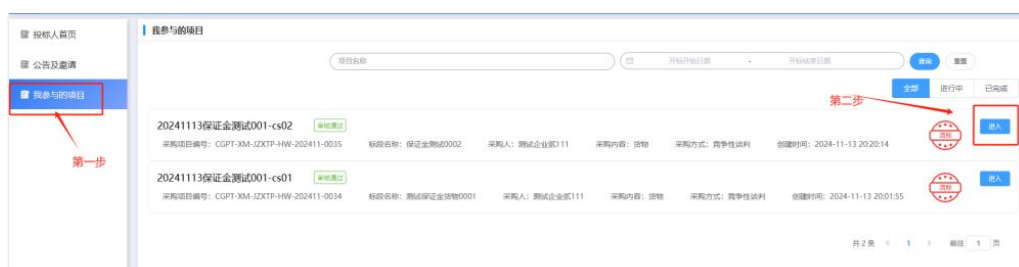 投标人首页
公告及邀请
我参与的项目
第一步
我参与的项目
项目名称
开标开始日期 - 开标结束日期
查询 重置
全部 进行中 已完成
第二步
20241113保证金测试001-cs02 审核通过
采购项目编号：CGPT-XM-JZXTP-HW-202411-0035 标段名称：保证金测试0002 采购人：测试企业贰111 采购内容：货物 采购方式：竞争性谈判 创建时间：2024-11-13 20:20:14
流标
进入
20241113保证金测试001-cs01 审核通过
采购项目编号：CGPT-XM-JZXTP-HW-202411-0034 标段名称：测试保证金货物0001 采购人：测试企业贰111 采购内容：货物 采购方式：竞争性谈判 创建时间：2024-11-13 20:01:55
流标
进入
共 2 条 < 1 > 前往 1 页